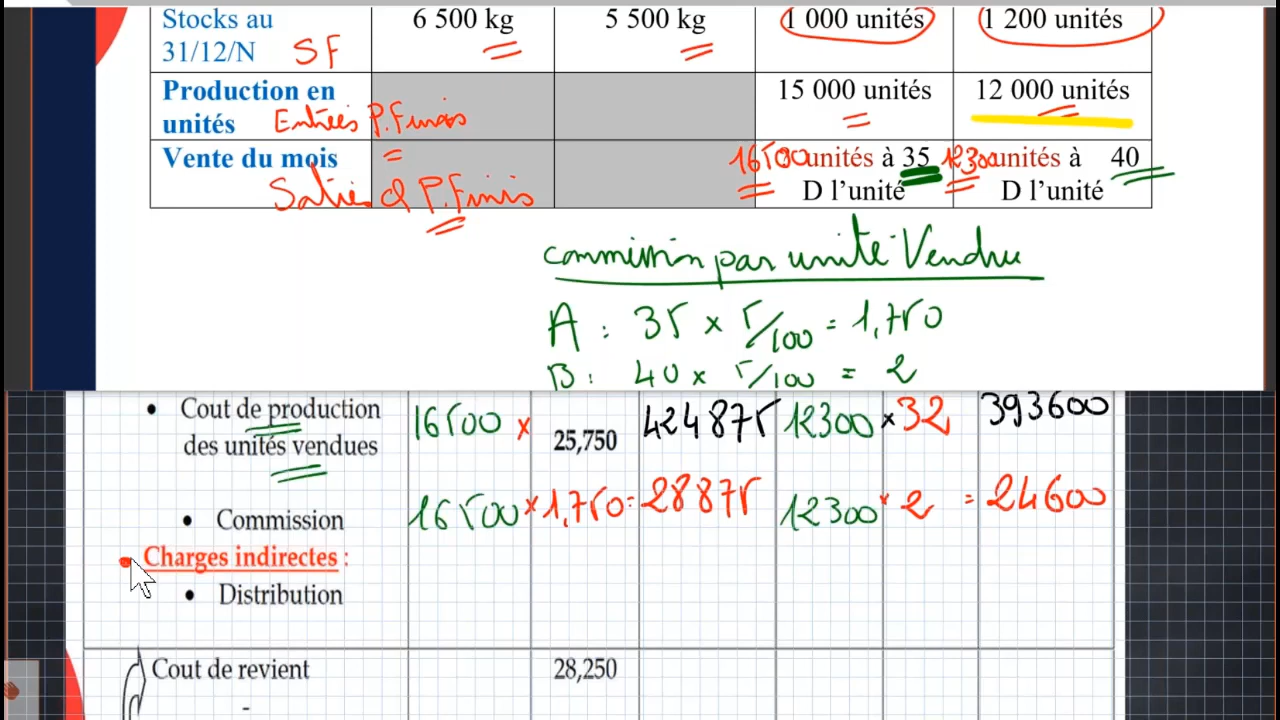 Stocks au 6 500 kg 5 500 kg 1 000 unités 1 200 unités
31/12/N SF
Production en 15 000 unités 12 000 unités
unités Entrées P.Finis
Vente du mois 16500 unités à 35 12300 unités à 40
Sorties d P.Finis D l’unité D l’unité
commission par unité Vendue
A : 35 x 5/100 = 1,750
B : 40 x 5/100 = 2
• Cout de production 16500 x 25,750 424875 12300 x 32 393600
des unités vendues
• Commission 16500 x 1,750 = 28875 12300 x 2 = 24600
• Charges indirectes :
• Distribution
Cout de revient 28,250
-